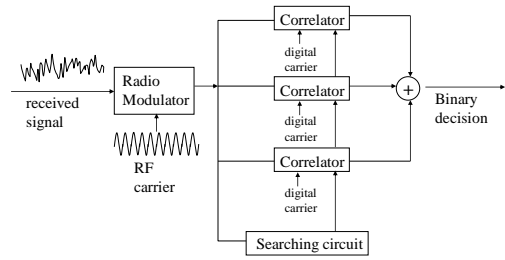 Correlator
digital
carrier
Radio
Modulator
received
signal
RF
carrier
Correlator
digital
carrier
+
Binary
decision
Correlator
digital
carrier
Searching circuit